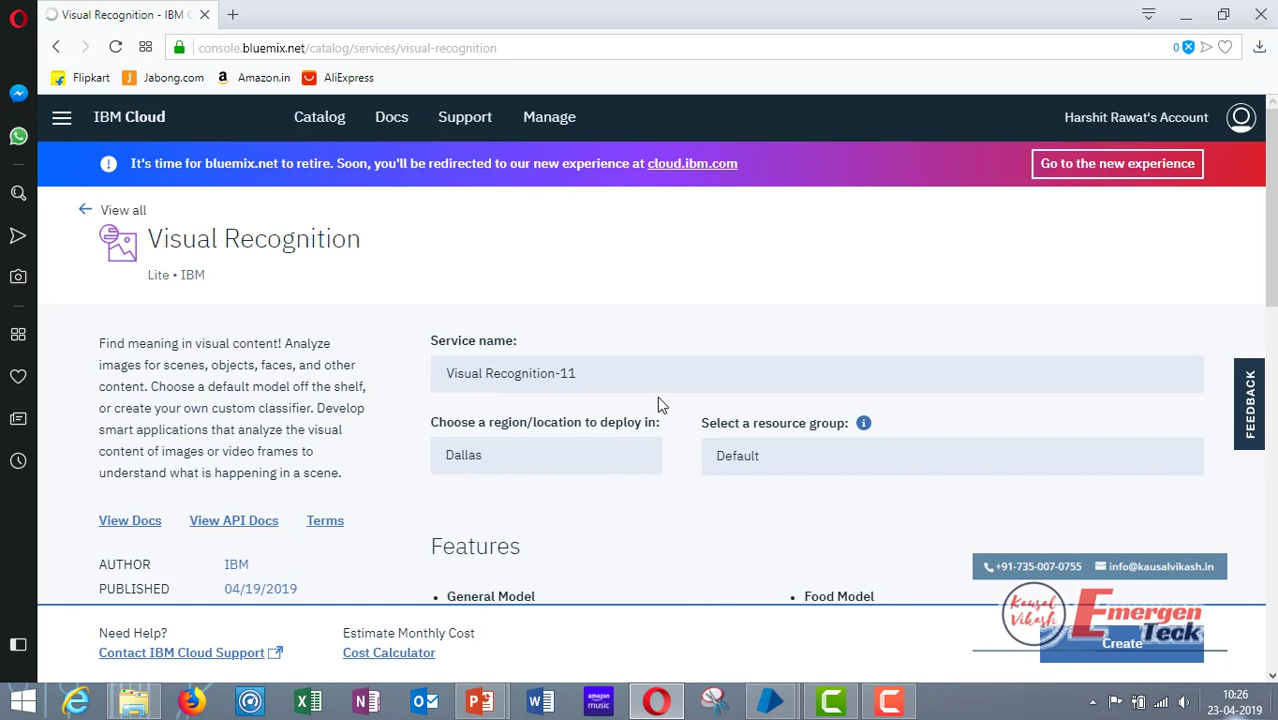 Visual Recognition - IBM C
console.bluemix.net/catalog/services/visual-recognition
0
Flipkart
Jabong.com
Amazon.in
AliExpress
IBM Cloud
Catalog
Docs
Support
Manage
Harshit Rawat's Account
It's time for bluemix.net to retire. Soon, you'll be redirected to our new experience at cloud.ibm.com
Go to the new experience
View all
Visual Recognition
Lite • IBM
Find meaning in visual content! Analyze
images for scenes, objects, faces, and other
content. Choose a default model off the shelf,
or create your own custom classifier. Develop
smart applications that analyze the visual
content of images or video frames to
understand what is happening in a scene.
View Docs
View API Docs
Terms
AUTHOR
IBM
PUBLISHED
04/19/2019
Service name:
Visual Recognition-11
Choose a region/location to deploy in:
Dallas
Select a resource group:
Default
Features
• General Model
• Food Model
FEEDBACK
+91-735-007-0755
info@kausalvikash.in
Kausal
Vikash
Emergen
Teck
Need Help?
Contact IBM Cloud Support
Estimate Monthly Cost
Cost Calculator
Create
amazon
music
10:26
23-04-2019